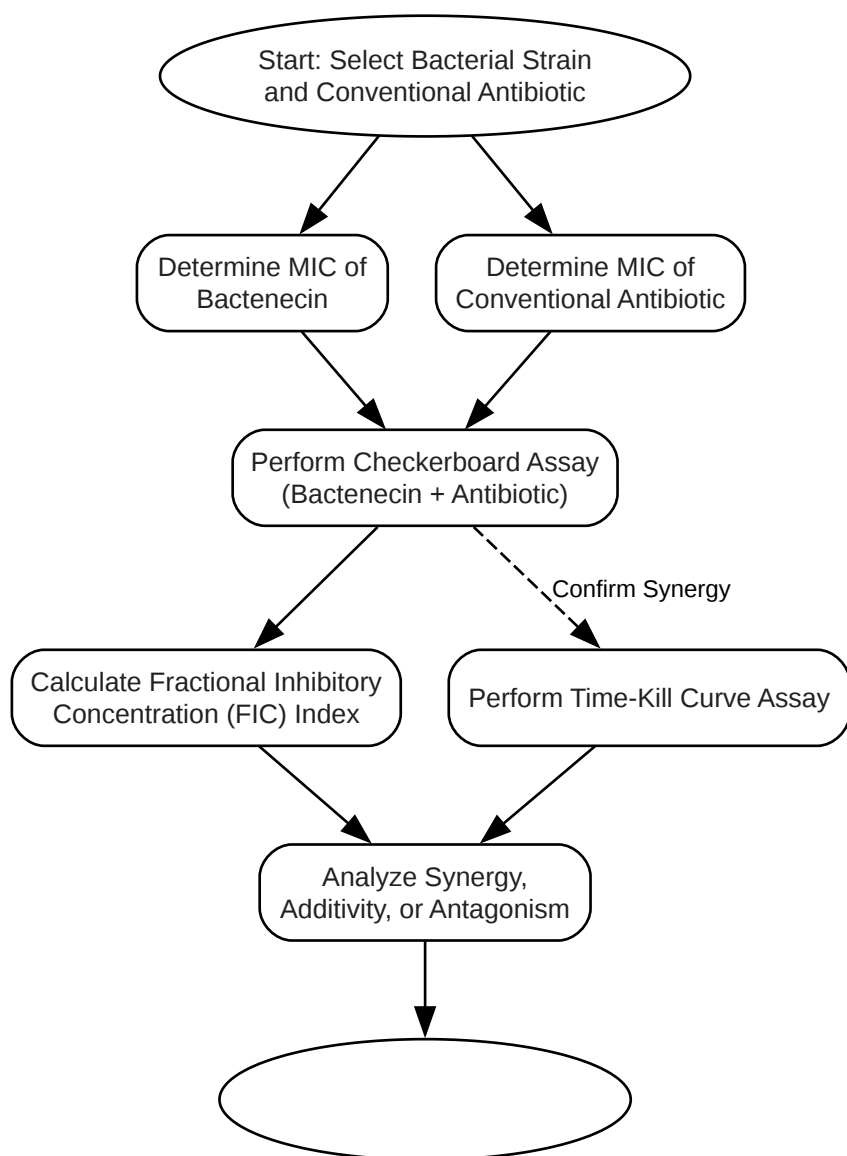 Start: Select Bacterial Strain
and Conventional Antibiotic
Determine MIC of
Bactenecin
Determine MIC of
Conventional Antibiotic
Perform Checkerboard Assay
(Bactenecin + Antibiotic)
Confirm Synergy
Calculate Fractional Inhibitory
Concentration (FIC) Index
Perform Time-Kill Curve Assay
Analyze Synergy,
Additivity, or Antagonism